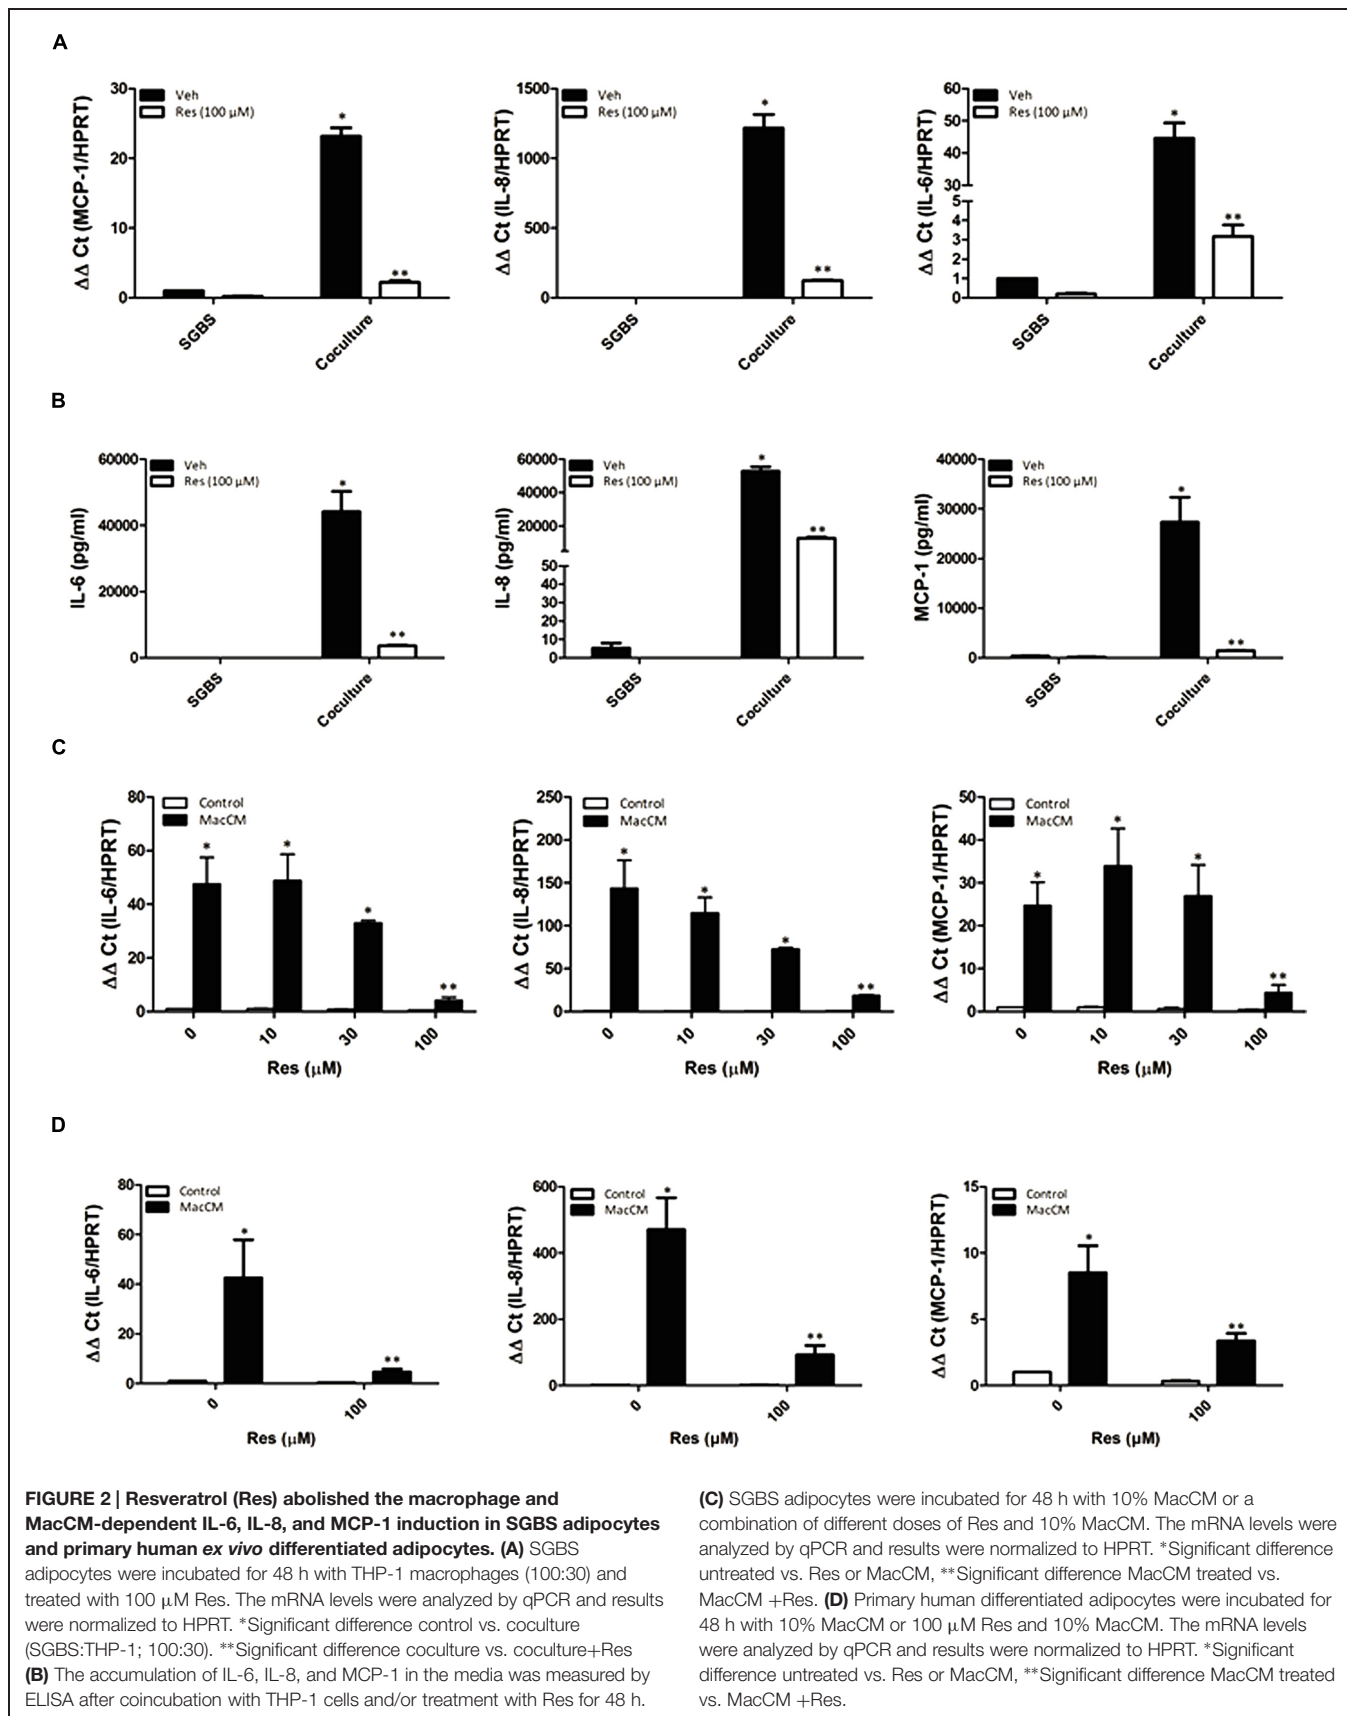 A
ΔΔ Ct (MCP-1/HPRT)
30
20
10
0
Veh
Res (100 µM)
*
**
SGBS
Coculture
ΔΔ Ct (IL-8/HPRT)
1500
1000
500
0
Veh
Res (100 µM)
*
**
SGBS
Coculture
ΔΔ Ct (IL-6/HPRT)
60
50
40
30
5
4
3
2
1
0
Veh
Res (100 µM)
*
**
SGBS
Coculture
B
IL-6 (pg/ml)
60000
40000
20000
0
Veh
Res (100 µM)
*
**
SGBS
Coculture
IL-8 (pg/ml)
60000
40000
20000
50
40
30
20
10
0
Veh
Res (100 µM)
*
**
SGBS
Coculture
MCP-1 (pg/ml)
40000
30000
20000
10000
0
Veh
Res (100 µM)
*
**
SGBS
Coculture
C
ΔΔ Ct (IL-6/HPRT)
80
60
40
20
0
Control
MacCM
*
*
*
**
0
10
30
100
Res (µM)
ΔΔ Ct (IL-8/HPRT)
250
200
150
100
50
0
Control
MacCM
*
*
*
**
0
10
30
100
Res (µM)
ΔΔ Ct (MCP-1/HPRT)
50
40
30
20
10
0
Control
MacCM
*
*
*
**
0
10
30
100
Res (µM)
D
ΔΔ Ct (IL-6/HPRT)
80
60
40
20
0
Control
MacCM
*
**
0
100
Res (µM)
ΔΔ Ct (IL-8/HPRT)
600
400
200
0
Control
MacCM
*
**
0
100
Res (µM)
ΔΔ Ct (MCP-1/HPRT)
15
10
5
0
Control
MacCM
*
**
0
100
Res (µM)
FIGURE 2 | Resveratrol (Res) abolished the macrophage and
MacCM-dependent IL-6, IL-8, and MCP-1 induction in SGBS adipocytes
and primary human ex vivo differentiated adipocytes. (A) SGBS
adipocytes were incubated for 48 h with THP-1 macrophages (100:30) and
treated with 100 µM Res. The mRNA levels were analyzed by qPCR and results
were normalized to HPRT. *Significant difference control vs. coculture
(SGBS:THP-1; 100:30). **Significant difference coculture vs. coculture+Res
(B) The accumulation of IL-6, IL-8, and MCP-1 in the media was measured by
ELISA after coincubation with THP-1 cells and/or treatment with Res for 48 h.
(C) SGBS adipocytes were incubated for 48 h with 10% MacCM or a
combination of different doses of Res and 10% MacCM. The mRNA levels were
analyzed by qPCR and results were normalized to HPRT. *Significant difference
untreated vs. Res or MacCM, **Significant difference MacCM treated vs.
MacCM +Res. (D) Primary human differentiated adipocytes were incubated for
48 h with 10% MacCM or 100 µM Res and 10% MacCM. The mRNA levels
were analyzed by qPCR and results were normalized to HPRT. *Significant
difference untreated vs. Res or MacCM, **Significant difference MacCM treated
vs. MacCM +Res.